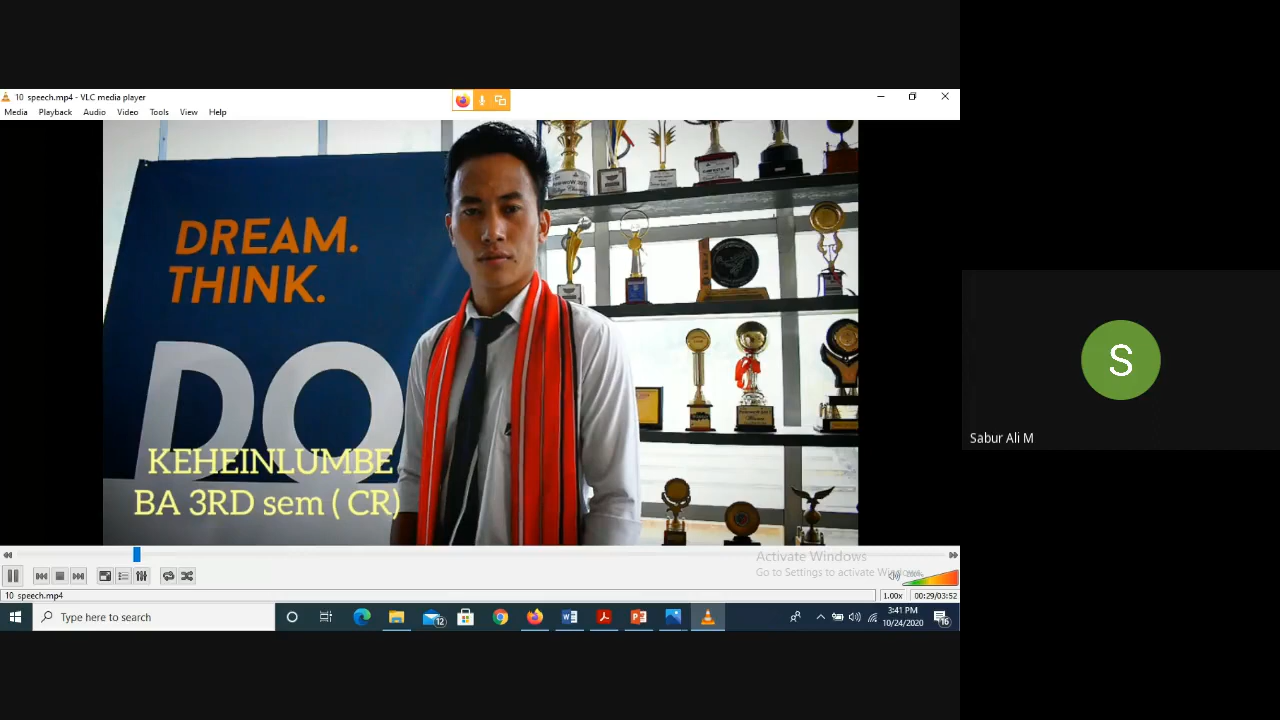 10 speech.mp4 - VLC media player
Media Playback Audio Video Tools View Help
DREAM.
THINK.
DO
KEHEINLUMBE
BA 3RD sem ( CR)
S
Sabur Ali M
Activate Windows
Go to Settings to activate Windows.
10 speech.mp4
1.00x
00:29/03:52
Type here to search
12
3:41 PM
10/24/2020
16